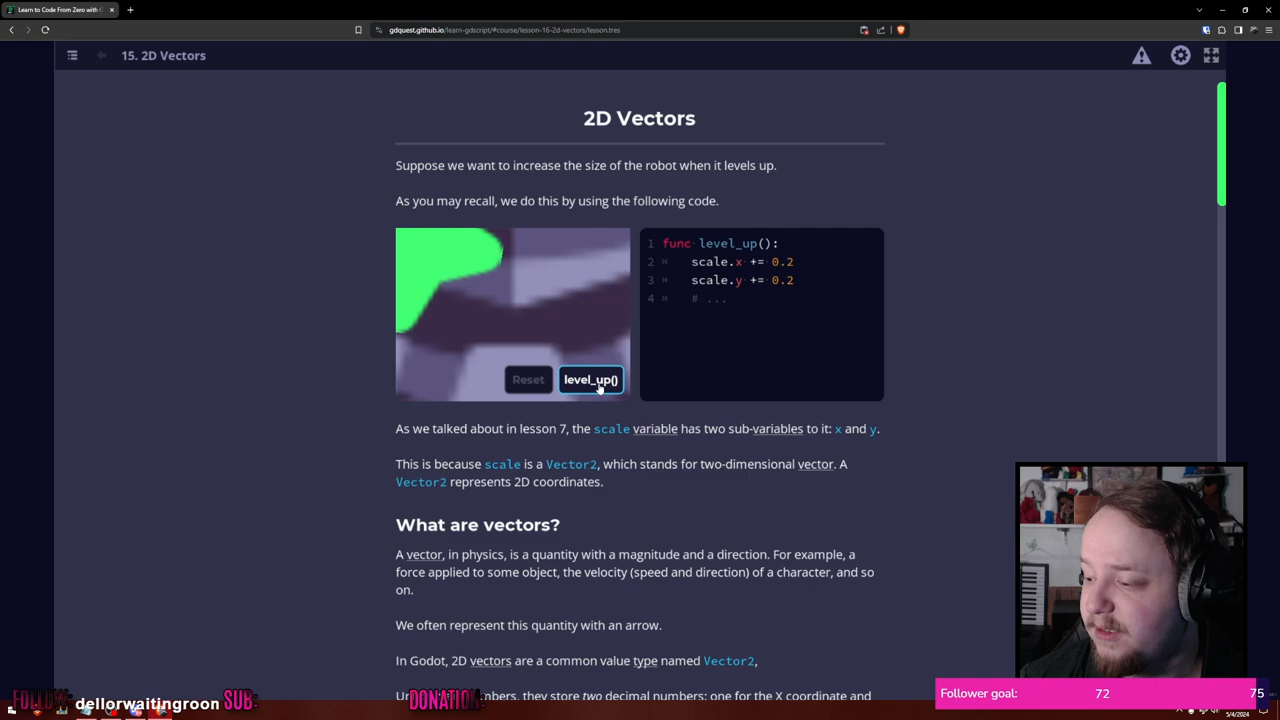 Learn to Code From Zero with
gdquest.github.io/learn-gdscript/#course/lesson-16-2d-vectors/lesson.tres
15. 2D Vectors
2D Vectors
Suppose we want to increase the size of the robot when it levels up.
As you may recall, we do this by using the following code.
1 func level_up():
2 scale.x += 0.2
3 scale.y += 0.2
4 # ...
Reset level_up()
As we talked about in lesson 7, the scale variable has two sub-variables to it: x and y.
This is because scale is a Vector2, which stands for two-dimensional vector. A
Vector2 represents 2D coordinates.
What are vectors?
A vector, in physics, is a quantity with a magnitude and a direction. For example, a
force applied to some object, the velocity (speed and direction) of a character, and so
on.
We often represent this quantity with an arrow.
In Godot, 2D vectors are a common value type named Vector2,
they store two decimal numbers: one for the X coordinate and
FOLLOW: dellorwaitingroon SUB: DONATION:
Follower goal: 72 75
5/4/2024